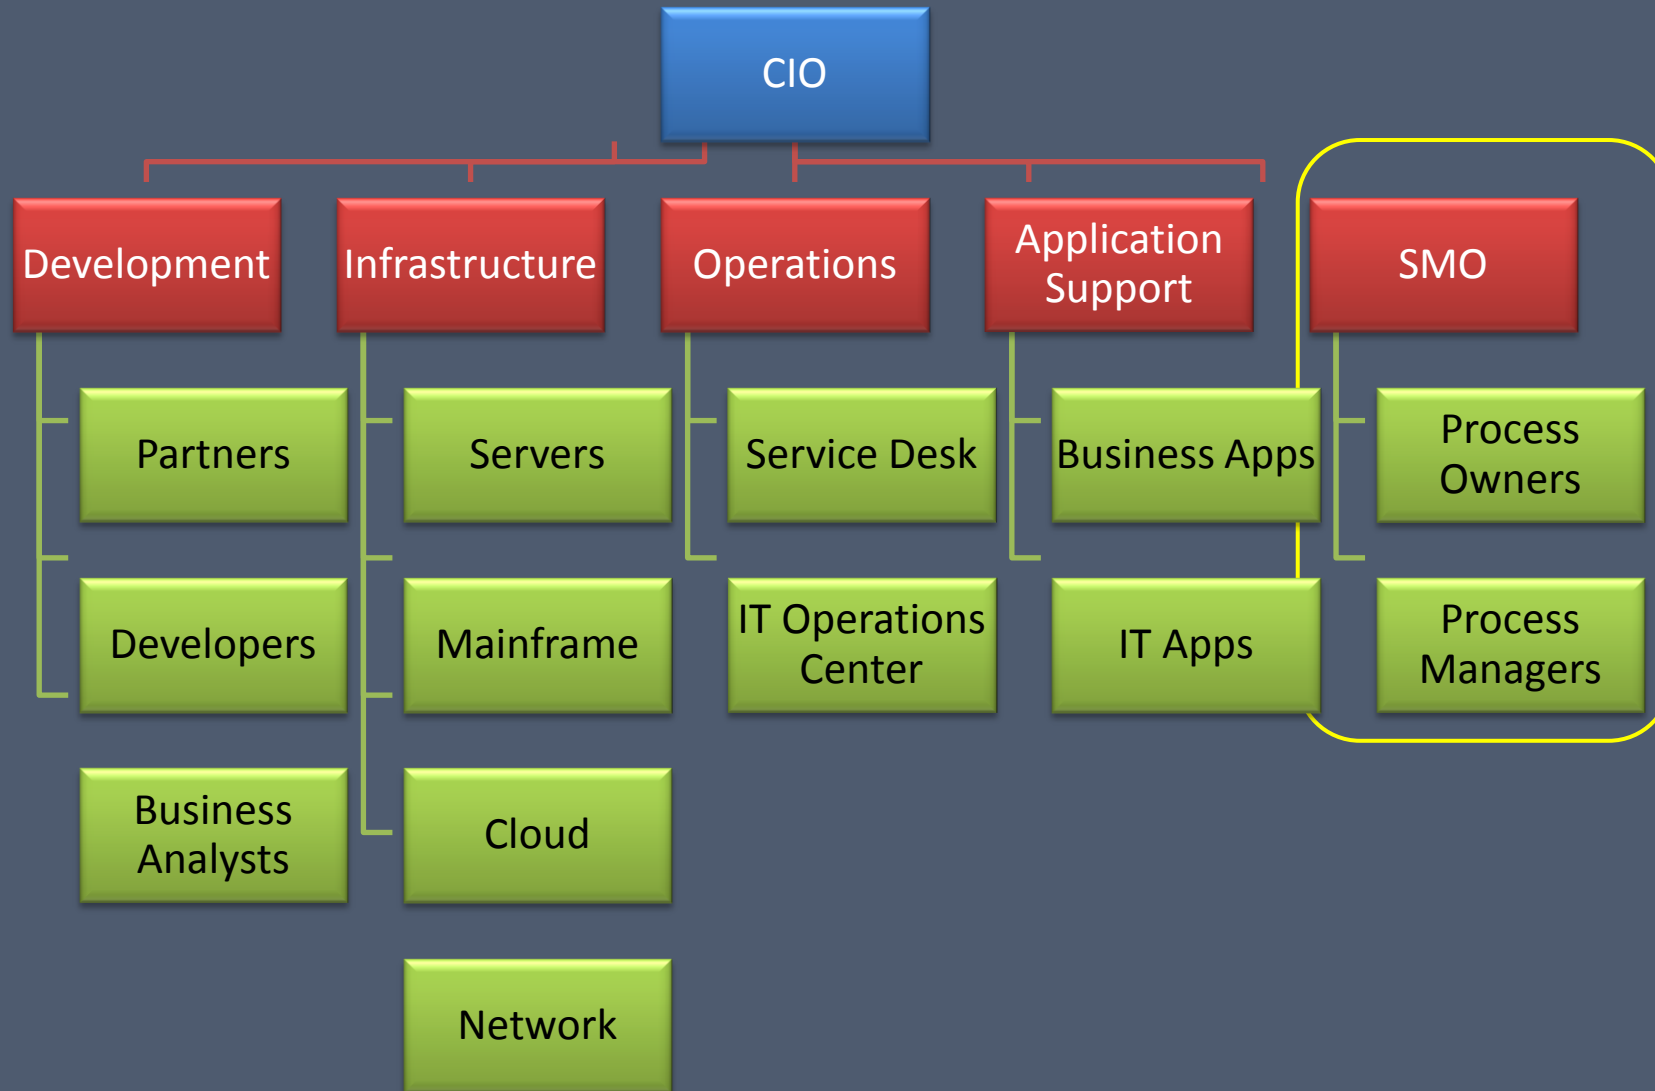 CIO
Development
Infrastructure
Operations
Application
Support
SMO
Partners
Servers
Service Desk
Business Apps
Process
Owners
Developers
Mainframe
IT Operations
Center
IT Apps
Process
Managers
Business
Analysts
Cloud
Network